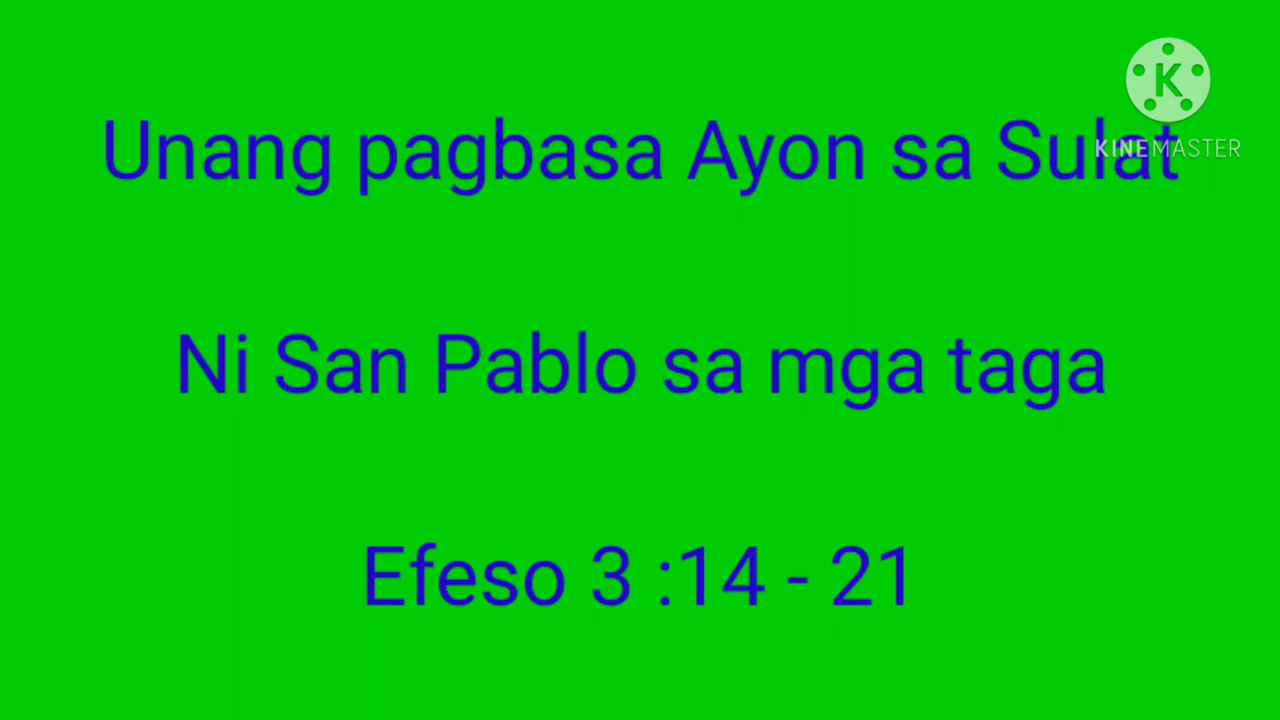 K
KINEMASTER
Unang pagbasa Ayon sa Sulat
Ni San Pablo sa mga taga
Efeso 3 :14 - 21